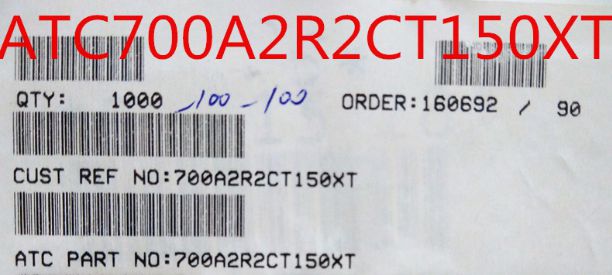 ATC700A2R2CT150XT
QTY: 1000 -100-100 ORDER:160692 / 90
CUST REF NO:700A2R2CT150XT
ATC PART NO:700A2R2CT150XT